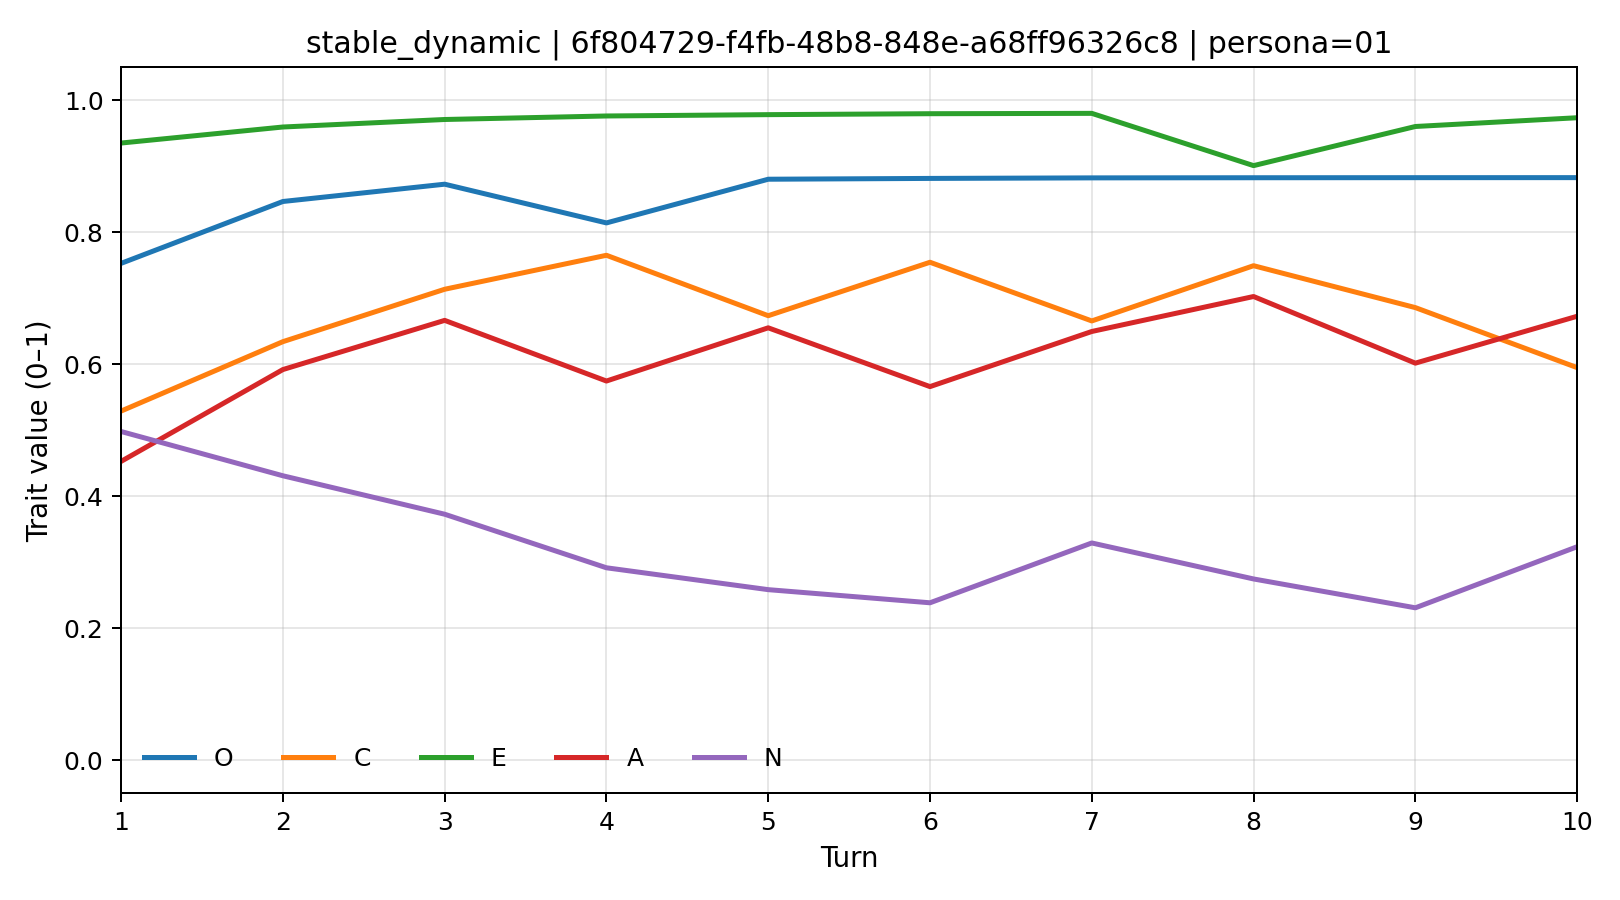 stable_dynamic | 6f804729-f4fb-48b8-848e-a68ff96326c8 | persona=01
Trait value (0–1)
1.0
0.8
0.6
0.4
0.2
0.0
O C E A N
1 2 3 4 5 6 7 8 9 10
Turn